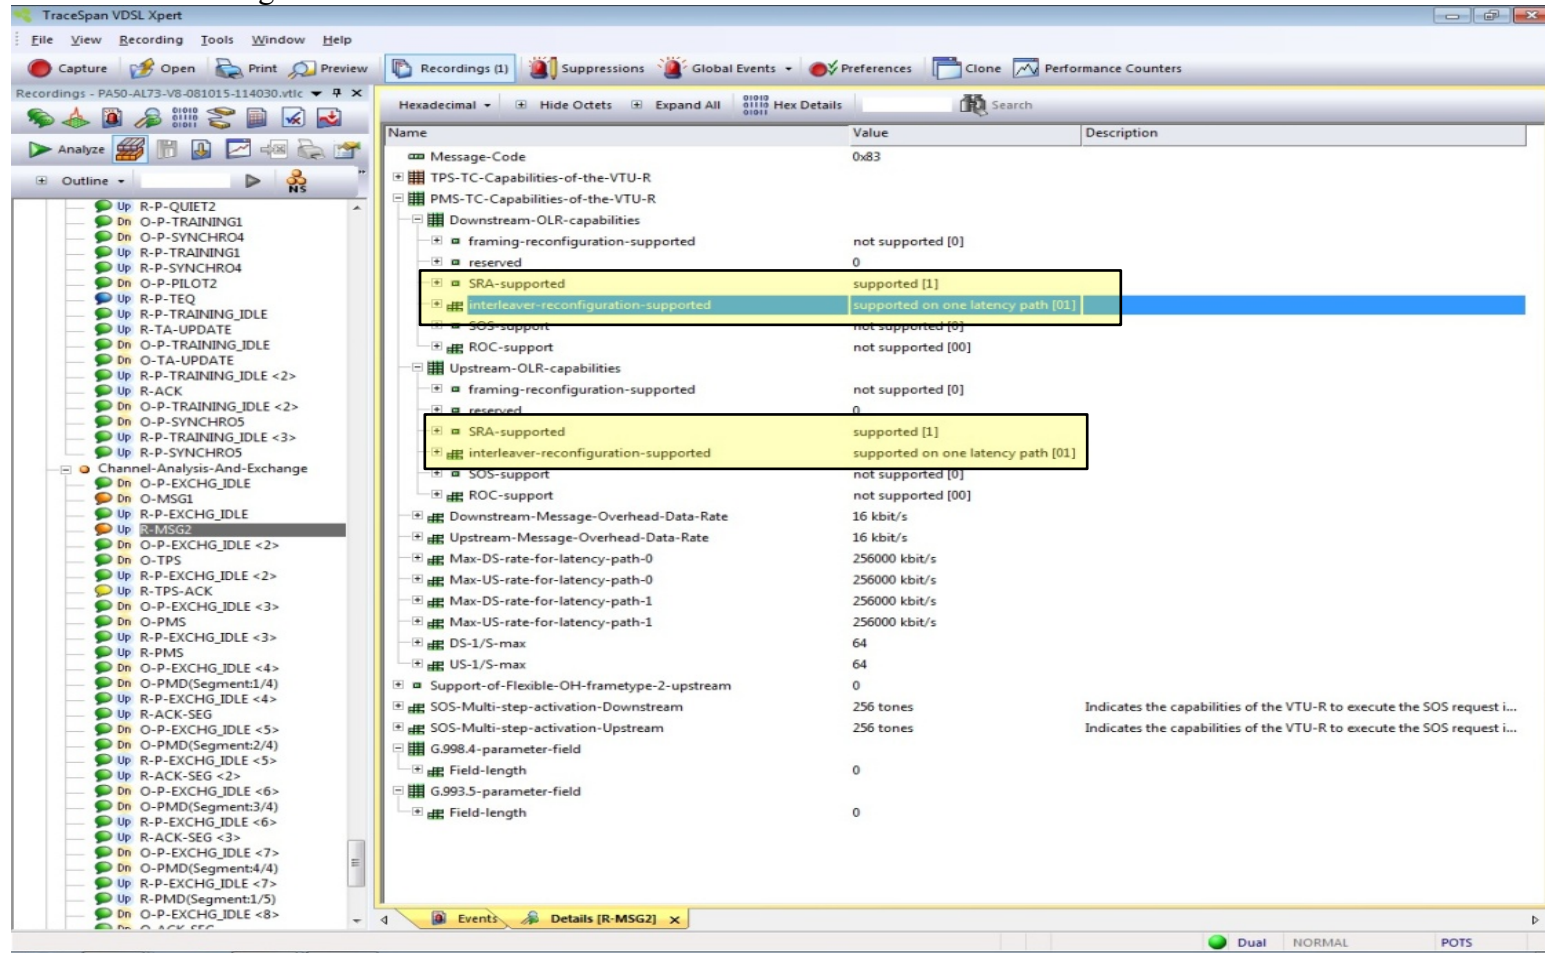 TraceSpan VDSL Xpert
File View Recording Tools Window Help
Capture Open Print Preview Recordings (1) Suppressions Global Events Preferences Clone Performance Counters
Recordings - PA50-AL73-V8-081015-114030.vtlc
Hexadecimal Hide Octets Expand All Hex Details Search
Analyze
Outline NS
Up R-P-QUIET2
Dn O-P-TRAINING1
Dn O-P-SYNCHRO4
Up R-P-TRAINING1
Up R-P-SYNCHRO4
Dn O-P-PILOT2
Up R-P-TEQ
Up R-P-TRAINING_IDLE
Up R-TA-UPDATE
Dn O-P-TRAINING_IDLE
Dn O-TA-UPDATE
Up R-P-TRAINING_IDLE <2>
Up R-ACK
Dn O-P-TRAINING_IDLE <2>
Dn O-P-SYNCHRO5
Up R-P-TRAINING_IDLE <3>
Up R-P-SYNCHRO5
Channel-Analysis-And-Exchange
Dn O-P-EXCHG_IDLE
Dn O-MSG1
Up R-P-EXCHG_IDLE
Up R-MSG2
Dn O-P-EXCHG_IDLE <2>
Dn O-TPS
Up R-P-EXCHG_IDLE <2>
Up R-TPS-ACK
Dn O-P-EXCHG_IDLE <3>
Dn O-PMS
Up R-P-EXCHG_IDLE <3>
Up R-PMS
Dn O-P-EXCHG_IDLE <4>
Dn O-PMD(Segment:1/4)
Up R-P-EXCHG_IDLE <4>
Up R-ACK-SEG
Dn O-P-EXCHG_IDLE <5>
Dn O-PMD(Segment:2/4)
Up R-P-EXCHG_IDLE <5>
Up R-ACK-SEG <2>
Dn O-P-EXCHG_IDLE <6>
Dn O-PMD(Segment:3/4)
Up R-P-EXCHG_IDLE <6>
Up R-ACK-SEG <3>
Dn O-P-EXCHG_IDLE <7>
Dn O-PMD(Segment:4/4)
Up R-P-EXCHG_IDLE <7>
Up R-PMD(Segment:1/5)
Dn O-P-EXCHG_IDLE <8>
Dn O-ACK-SEG
Name Value Description
Message-Code 0x83
TPS-TC-Capabilities-of-the-VTU-R
PMS-TC-Capabilities-of-the-VTU-R
Downstream-OLR-capabilities
framing-reconfiguration-supported not supported [0]
reserved 0
SRA-supported supported [1]
interleaver-reconfiguration-supported supported on one latency path [01]
SOS-support not supported [0]
ROC-support not supported [00]
Upstream-OLR-capabilities
framing-reconfiguration-supported not supported [0]
reserved 0
SRA-supported supported [1]
interleaver-reconfiguration-supported supported on one latency path [01]
SOS-support not supported [0]
ROC-support not supported [00]
Downstream-Message-Overhead-Data-Rate 16 kbit/s
Upstream-Message-Overhead-Data-Rate 16 kbit/s
Max-DS-rate-for-latency-path-0 256000 kbit/s
Max-US-rate-for-latency-path-0 256000 kbit/s
Max-DS-rate-for-latency-path-1 256000 kbit/s
Max-US-rate-for-latency-path-1 256000 kbit/s
DS-1/S-max 64
US-1/S-max 64
Support-of-Flexible-OH-frametype-2-upstream 0
SOS-Multi-step-activation-Downstream 256 tones Indicates the capabilities of the VTU-R to execute the SOS request i...
SOS-Multi-step-activation-Upstream 256 tones Indicates the capabilities of the VTU-R to execute the SOS request i...
G.998.4-parameter-field
Field-length 0
G.993.5-parameter-field
Field-length 0
Events Details [R-MSG2]
Dual NORMAL POTS